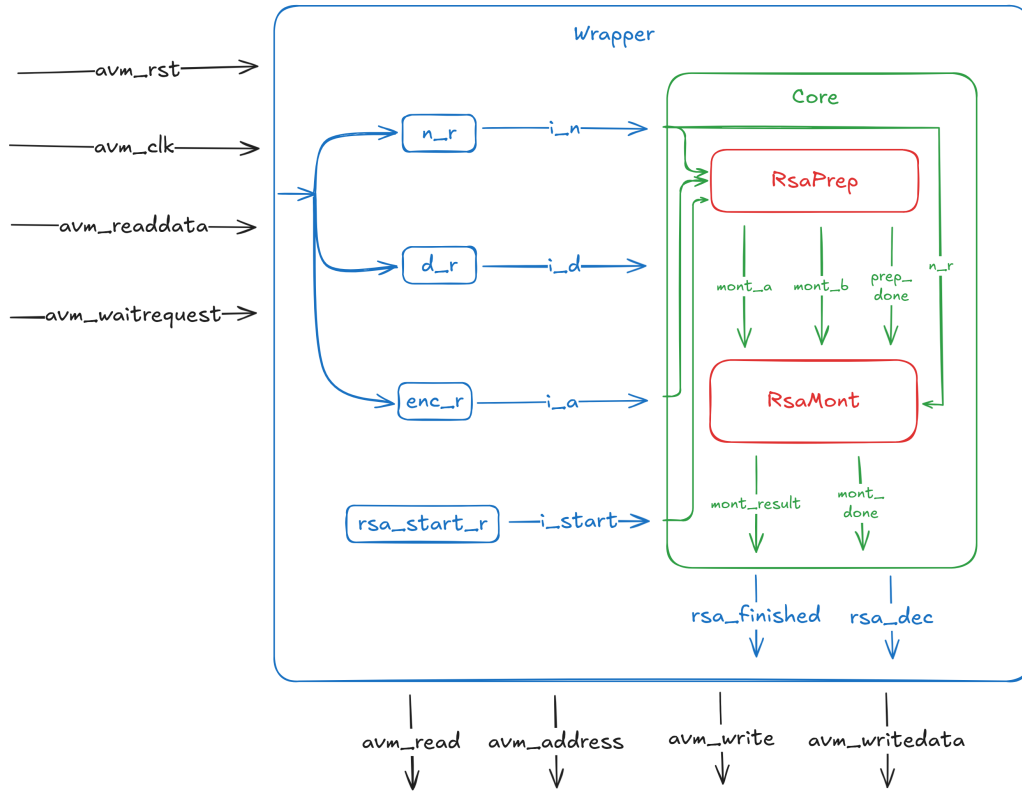 Wrapper
avm_rst
Core
n_r
i_n
avm_clk
RsaPrep
avm_readdata
d_r
i_d
n_r
prep_
done
mont_a
mont_b
avm_waitrequest
enc_r
i_a
RsaMont
mont_result
mont_
done
rsa_start_r
i_start
rsa_finished
rsa_dec
avm_read
avm_address
avm_write
avm_writedata